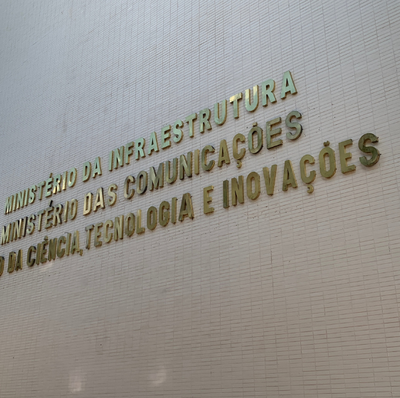 MINISTÉRIO DA INFRAESTRUTURA
MINISTÉRIO DAS COMUNICAÇÕES
O DA CIÊNCIA, TECNOLOGIA E INOVAÇÕES